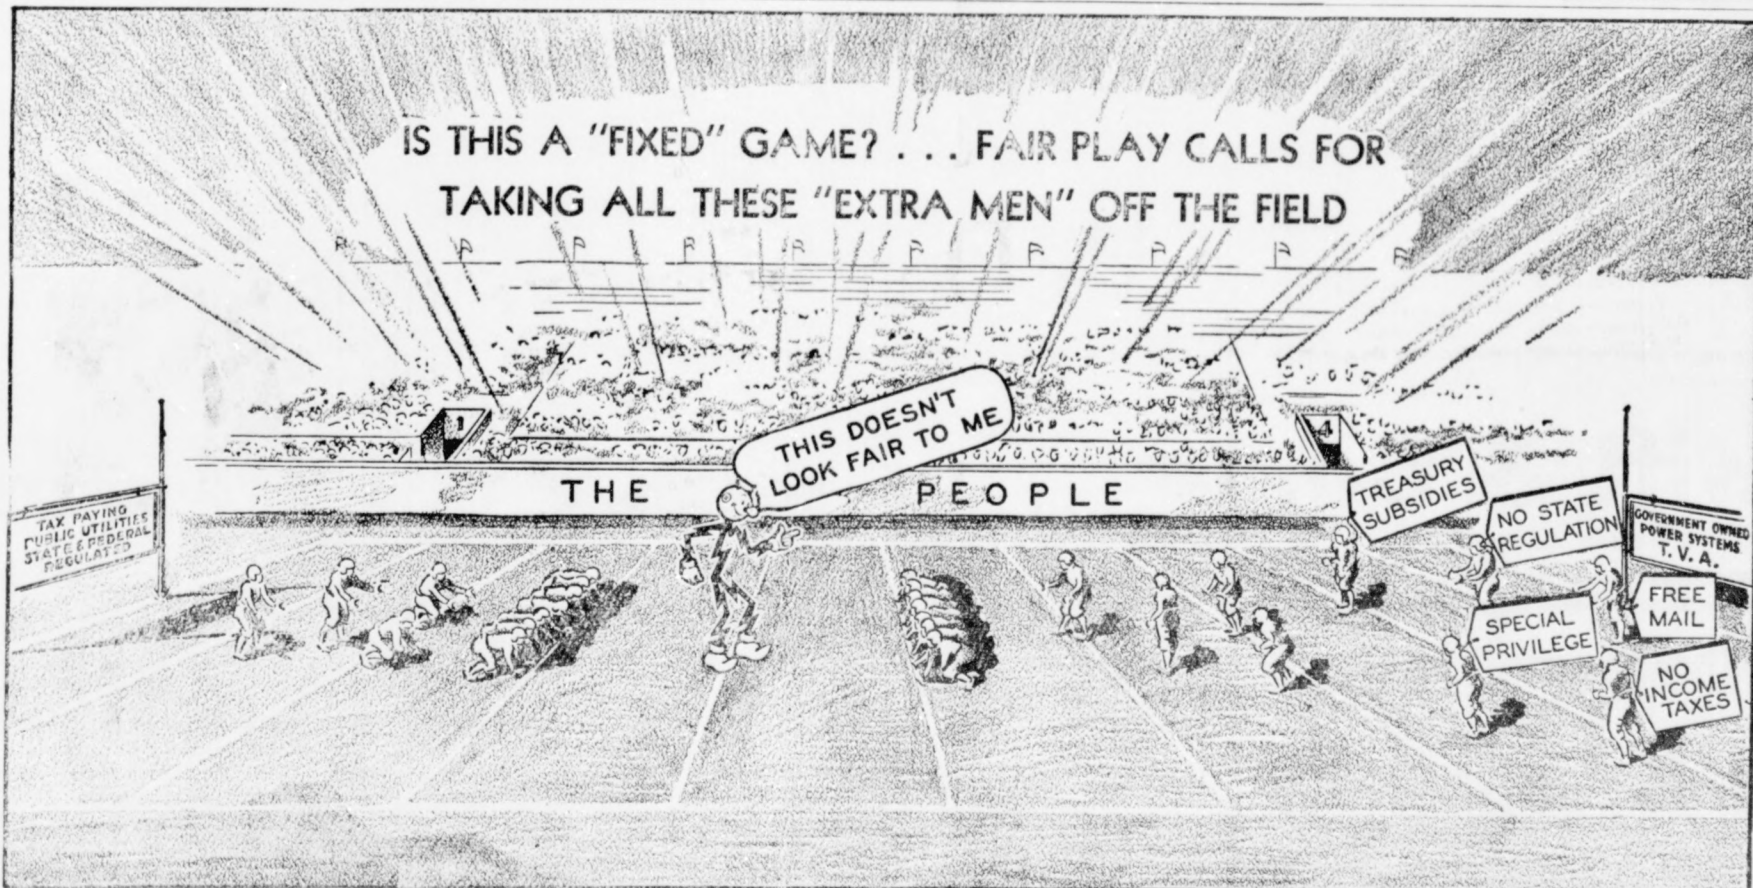 IS THIS A "FIXED" GAME? . . . FAIR PLAY CALLS FOR
TAKING ALL THESE "EXTRA MEN" OFF THE FIELD
1
4
THIS DOESN'T
LOOK FAIR TO ME
THE PEOPLE
TAX PAYING
PUBLIC UTILITIES
STATE & FEDERAL
REGULATED
TREASURY
SUBSIDIES
NO STATE
REGULATION
GOVERNMENT OWNED
POWER SYSTEMS
T. V. A.
FREE
MAIL
SPECIAL
PRIVILEGE
NO
INCOME
TAXES